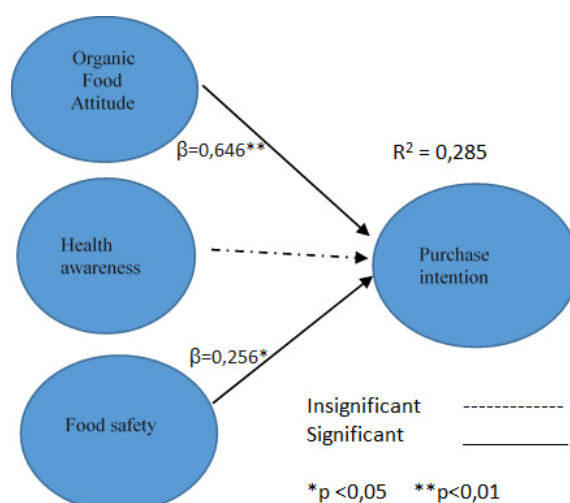 Organic
Food
Attitude
β=0,646**
R² = 0,285
Health
awareness
Purchase
intention
β=0,256*
Food safety
Insignificant
Significant
*p <0,05 **p<0,01